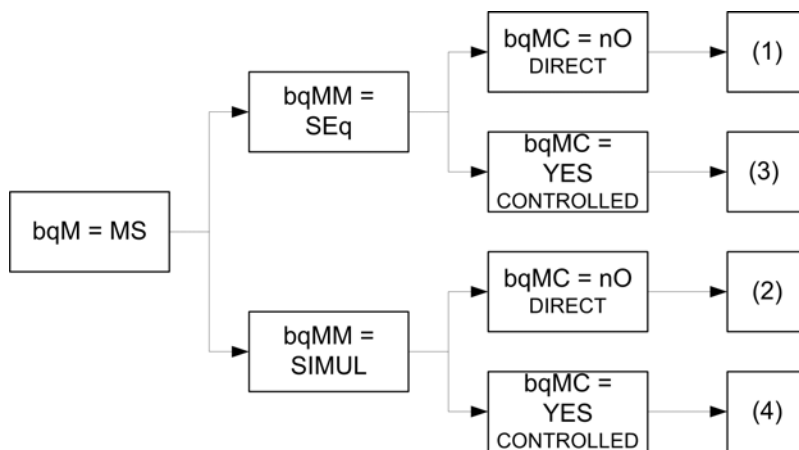 bqM = MS
bqMM =
SEq
bqMC = nO
DIRECT
(1)
bqMC =
YES
CONTROLLED
(3)
bqMM =
SIMUL
bqMC = nO
DIRECT
(2)
bqMC =
YES
CONTROLLED
(4)